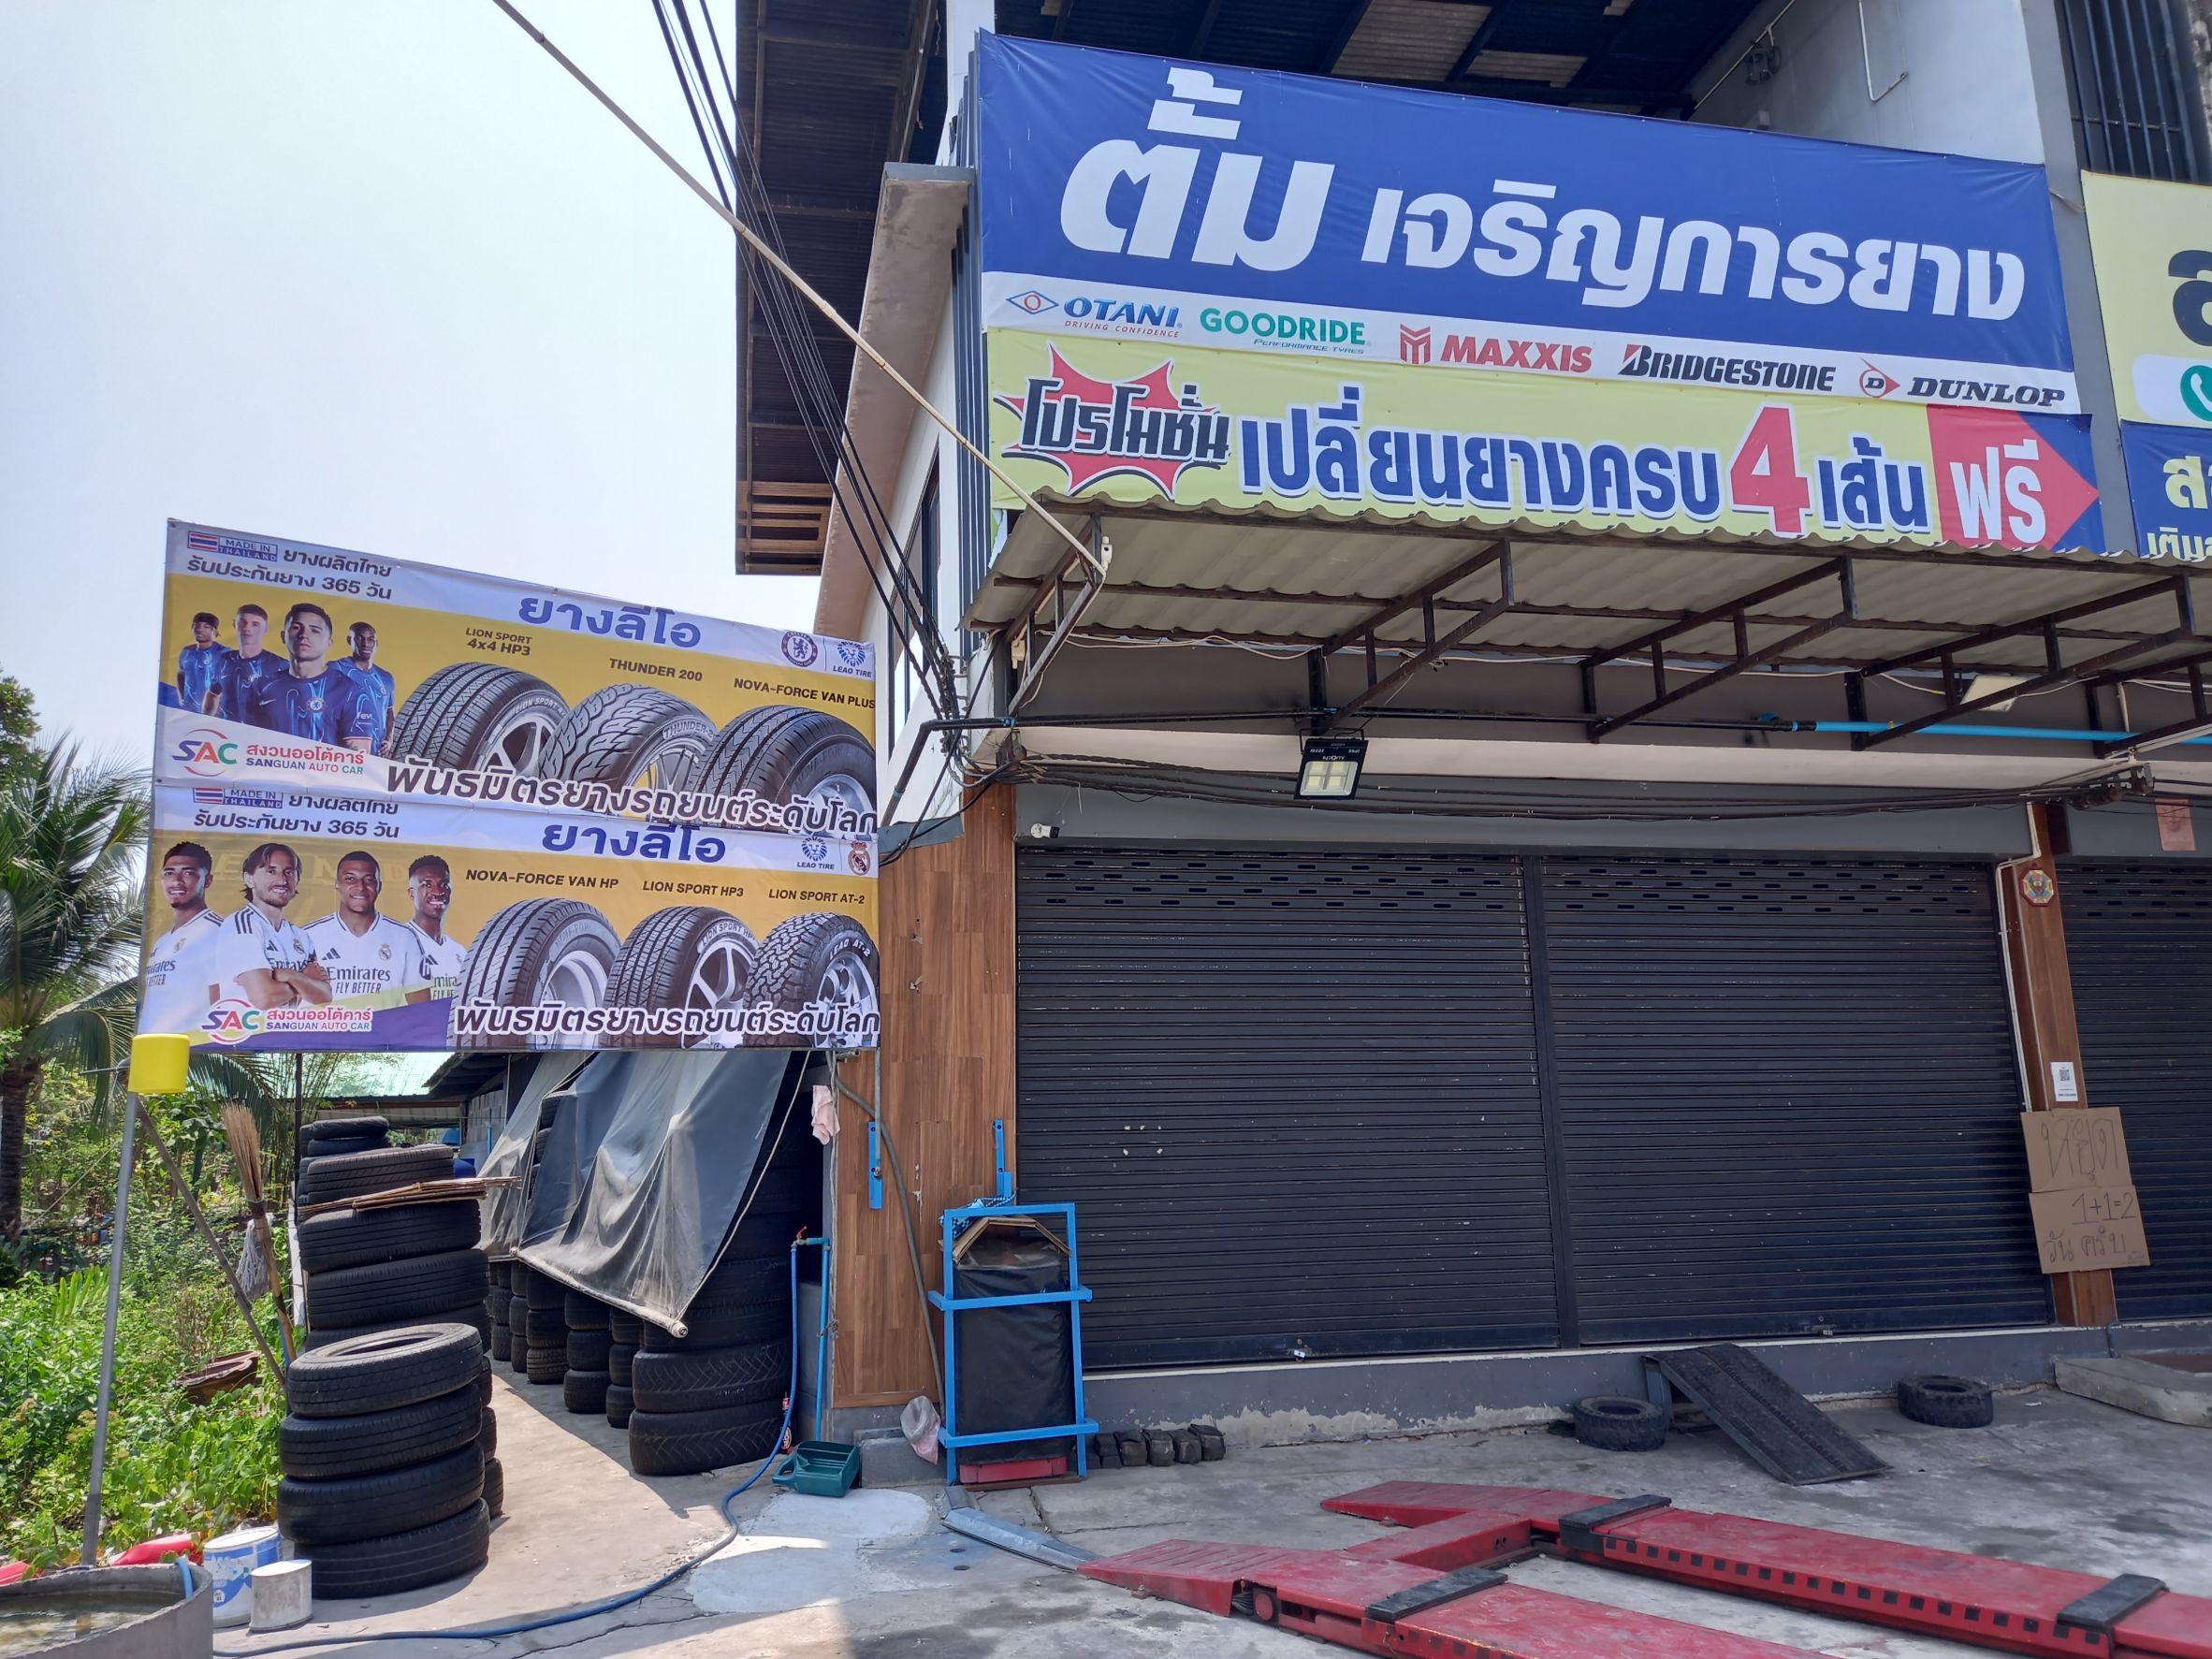 ตั้ม เจริญการยาง
OTANI
DRIVING CONFIDENCE
GOODRIDE
PERFORMANCE TYRES
MAXXIS
BRIDGESTONE
DUNLOP
โปรโมชั่น
เปลี่ยนยางครบ 4 เส้น
ฟรี
MADE IN THAILAND
ยางผลิตไทย
รับประกันยาง 365 วัน
ยางลีโอ
LEAO TIRE
LION SPORT
4x4 HP3
THUNDER 200
NOVA-FORCE VAN PLUS
SAC สงวนออโต้คาร์
SANGUAN AUTO CAR
พันธมิตรยางรถยนต์ระดับโลก
MADE IN THAILAND
ยางผลิตไทย
รับประกันยาง 365 วัน
ยางลีโอ
LEAO TIRE
NOVA-FORCE VAN HP
LION SPORT HP3
LION SPORT AT-2
Emirates
FLY BETTER
SAC สงวนออโต้คาร์
SANGUAN AUTO CAR
พันธมิตรยางรถยนต์ระดับโลก
หยุด
1+1=2
วัน ครับ